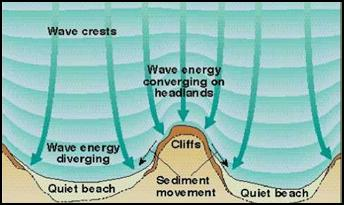 Wave crests
Wave energy
converging on
headlands
Wave energy
diverging
Cliffs
Quiet beach
Sediment
movement
Quiet beach